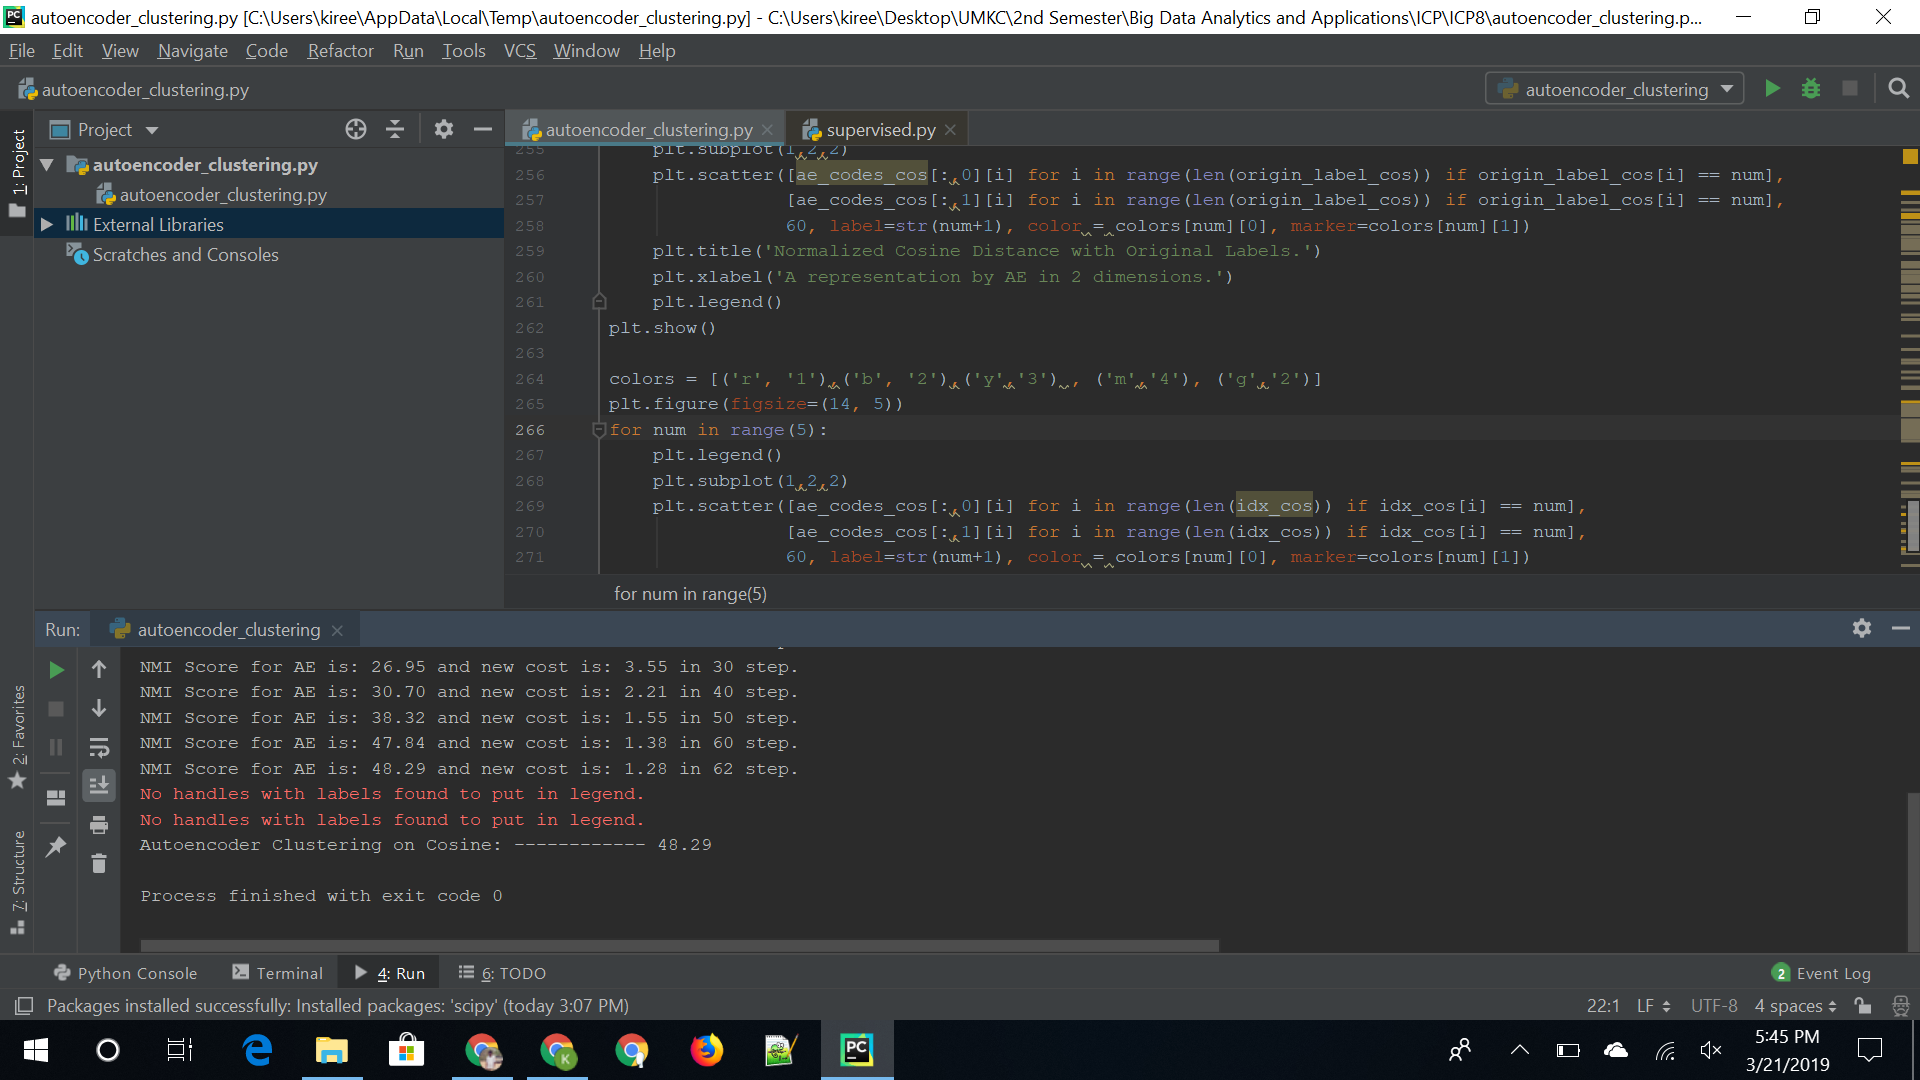 autoencoder_clustering.py [C:\Users\kiree\AppData\Local\Temp\autoencoder_clustering.py] - C:\Users\kiree\Desktop\UMKC\2nd Semester\Big Data Analytics and Applications\ICP\ICP8\autoencoder_clustering.p...
File Edit View Navigate Code Refactor Run Tools VCS Window Help
autoencoder_clustering.py
autoencoder_clustering
Project
autoencoder_clustering.py
supervised.py
1: Project
autoencoder_clustering.py
autoencoder_clustering.py
External Libraries
Scratches and Consoles
255 plt.subplot(1,2,2)
256 plt.scatter([ae_codes_cos[:,0][i] for i in range(len(origin_label_cos)) if origin_label_cos[i] == num],
257 [ae_codes_cos[:,1][i] for i in range(len(origin_label_cos)) if origin_label_cos[i] == num],
258 60, label=str(num+1), color = colors[num][0], marker=colors[num][1])
259 plt.title('Normalized Cosine Distance with Original Labels.')
260 plt.xlabel('A representation by AE in 2 dimensions.')
261 plt.legend()
262 plt.show()
263
264 colors = [('r', '1'),('b', '2'),('y','3') , ('m','4'), ('g','2')]
265 plt.figure(figsize=(14, 5))
266 for num in range(5):
267 plt.legend()
268 plt.subplot(1,2,2)
269 plt.scatter([ae_codes_cos[:,0][i] for i in range(len(idx_cos)) if idx_cos[i] == num],
270 [ae_codes_cos[:,1][i] for i in range(len(idx_cos)) if idx_cos[i] == num],
271 60, label=str(num+1), color = colors[num][0], marker=colors[num][1])
for num in range(5)
Run: autoencoder_clustering
NMI Score for AE is: 26.95 and new cost is: 3.55 in 30 step.
NMI Score for AE is: 30.70 and new cost is: 2.21 in 40 step.
NMI Score for AE is: 38.32 and new cost is: 1.55 in 50 step.
NMI Score for AE is: 47.84 and new cost is: 1.38 in 60 step.
NMI Score for AE is: 48.29 and new cost is: 1.28 in 62 step.
No handles with labels found to put in legend.
No handles with labels found to put in legend.
Autoencoder Clustering on Cosine: ------------ 48.29
Process finished with exit code 0
2: Favorites
7: Structure
Python Console
Terminal
4: Run
6: TODO
2 Event Log
Packages installed successfully: Installed packages: 'scipy' (today 3:07 PM)
22:1 LF UTF-8 4 spaces
K
PC
5:45 PM
3/21/2019